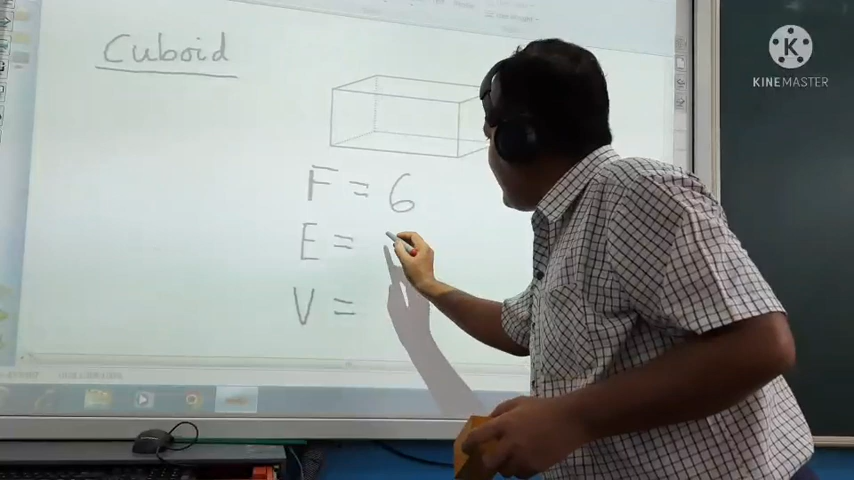 Cuboid
F = 6
E =
V =
KINEMASTER